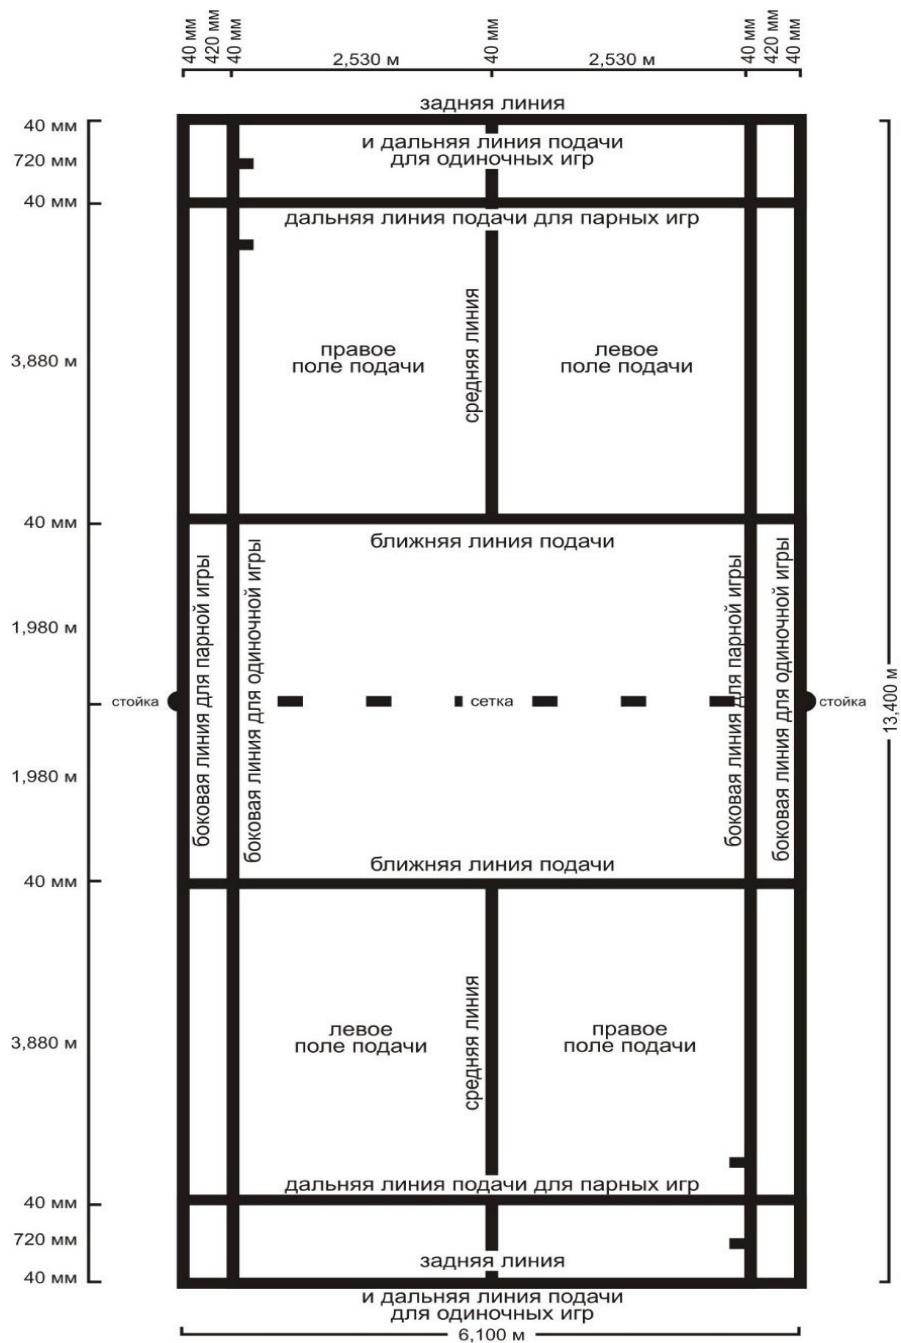 40 мм
420 мм
40 мм
2,530 м
40 мм
2,530 м
40 мм
420 мм
40 мм
задняя линия
40 мм
и дальняя линия подачи
для одиночных игр
720 мм
40 мм
дальняя линия подачи для парных игр
средняя линия
правое
поле подачи
левое
поле подачи
3,880 м
40 мм
ближняя линия подачи
боковая линия для парной игры
боковая линия для одиночной игры
боковая линия для парной игры
боковая линия для одиночной игры
1,980 м
стойка
сетка
стойка
13,400 м
1,980 м
ближняя линия подачи
40 мм
средняя линия
левое
поле подачи
правое
поле подачи
3,880 м
дальняя линия подачи для парных игр
40 мм
720 мм
задняя линия
40 мм
и дальняя линия подачи
для одиночных игр
6,100 м